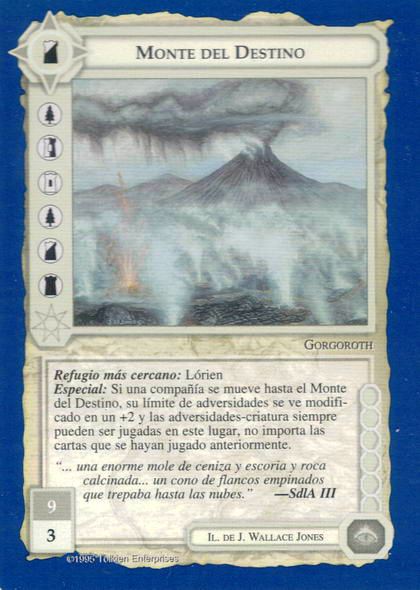 MONTE DEL DESTINO
GORGOROTH
Refugio más cercano: Lórien
Especial: Si una compañía se mueve hasta el Monte
del Destino, su límite de adversidades se ve modifi-
cado en un +2 y las adversidades-criatura siempre
pueden ser jugadas en este lugar, no importa las
cartas que se hayan jugado anteriormente.
“... una enorme mole de ceniza y escoria y roca
calcinada... un cono de flancos empinados
que trepaba hasta las nubes.” —SdlA III
9
3
IL. DE J. WALLACE JONES
©1995 Tolkien Enterprises